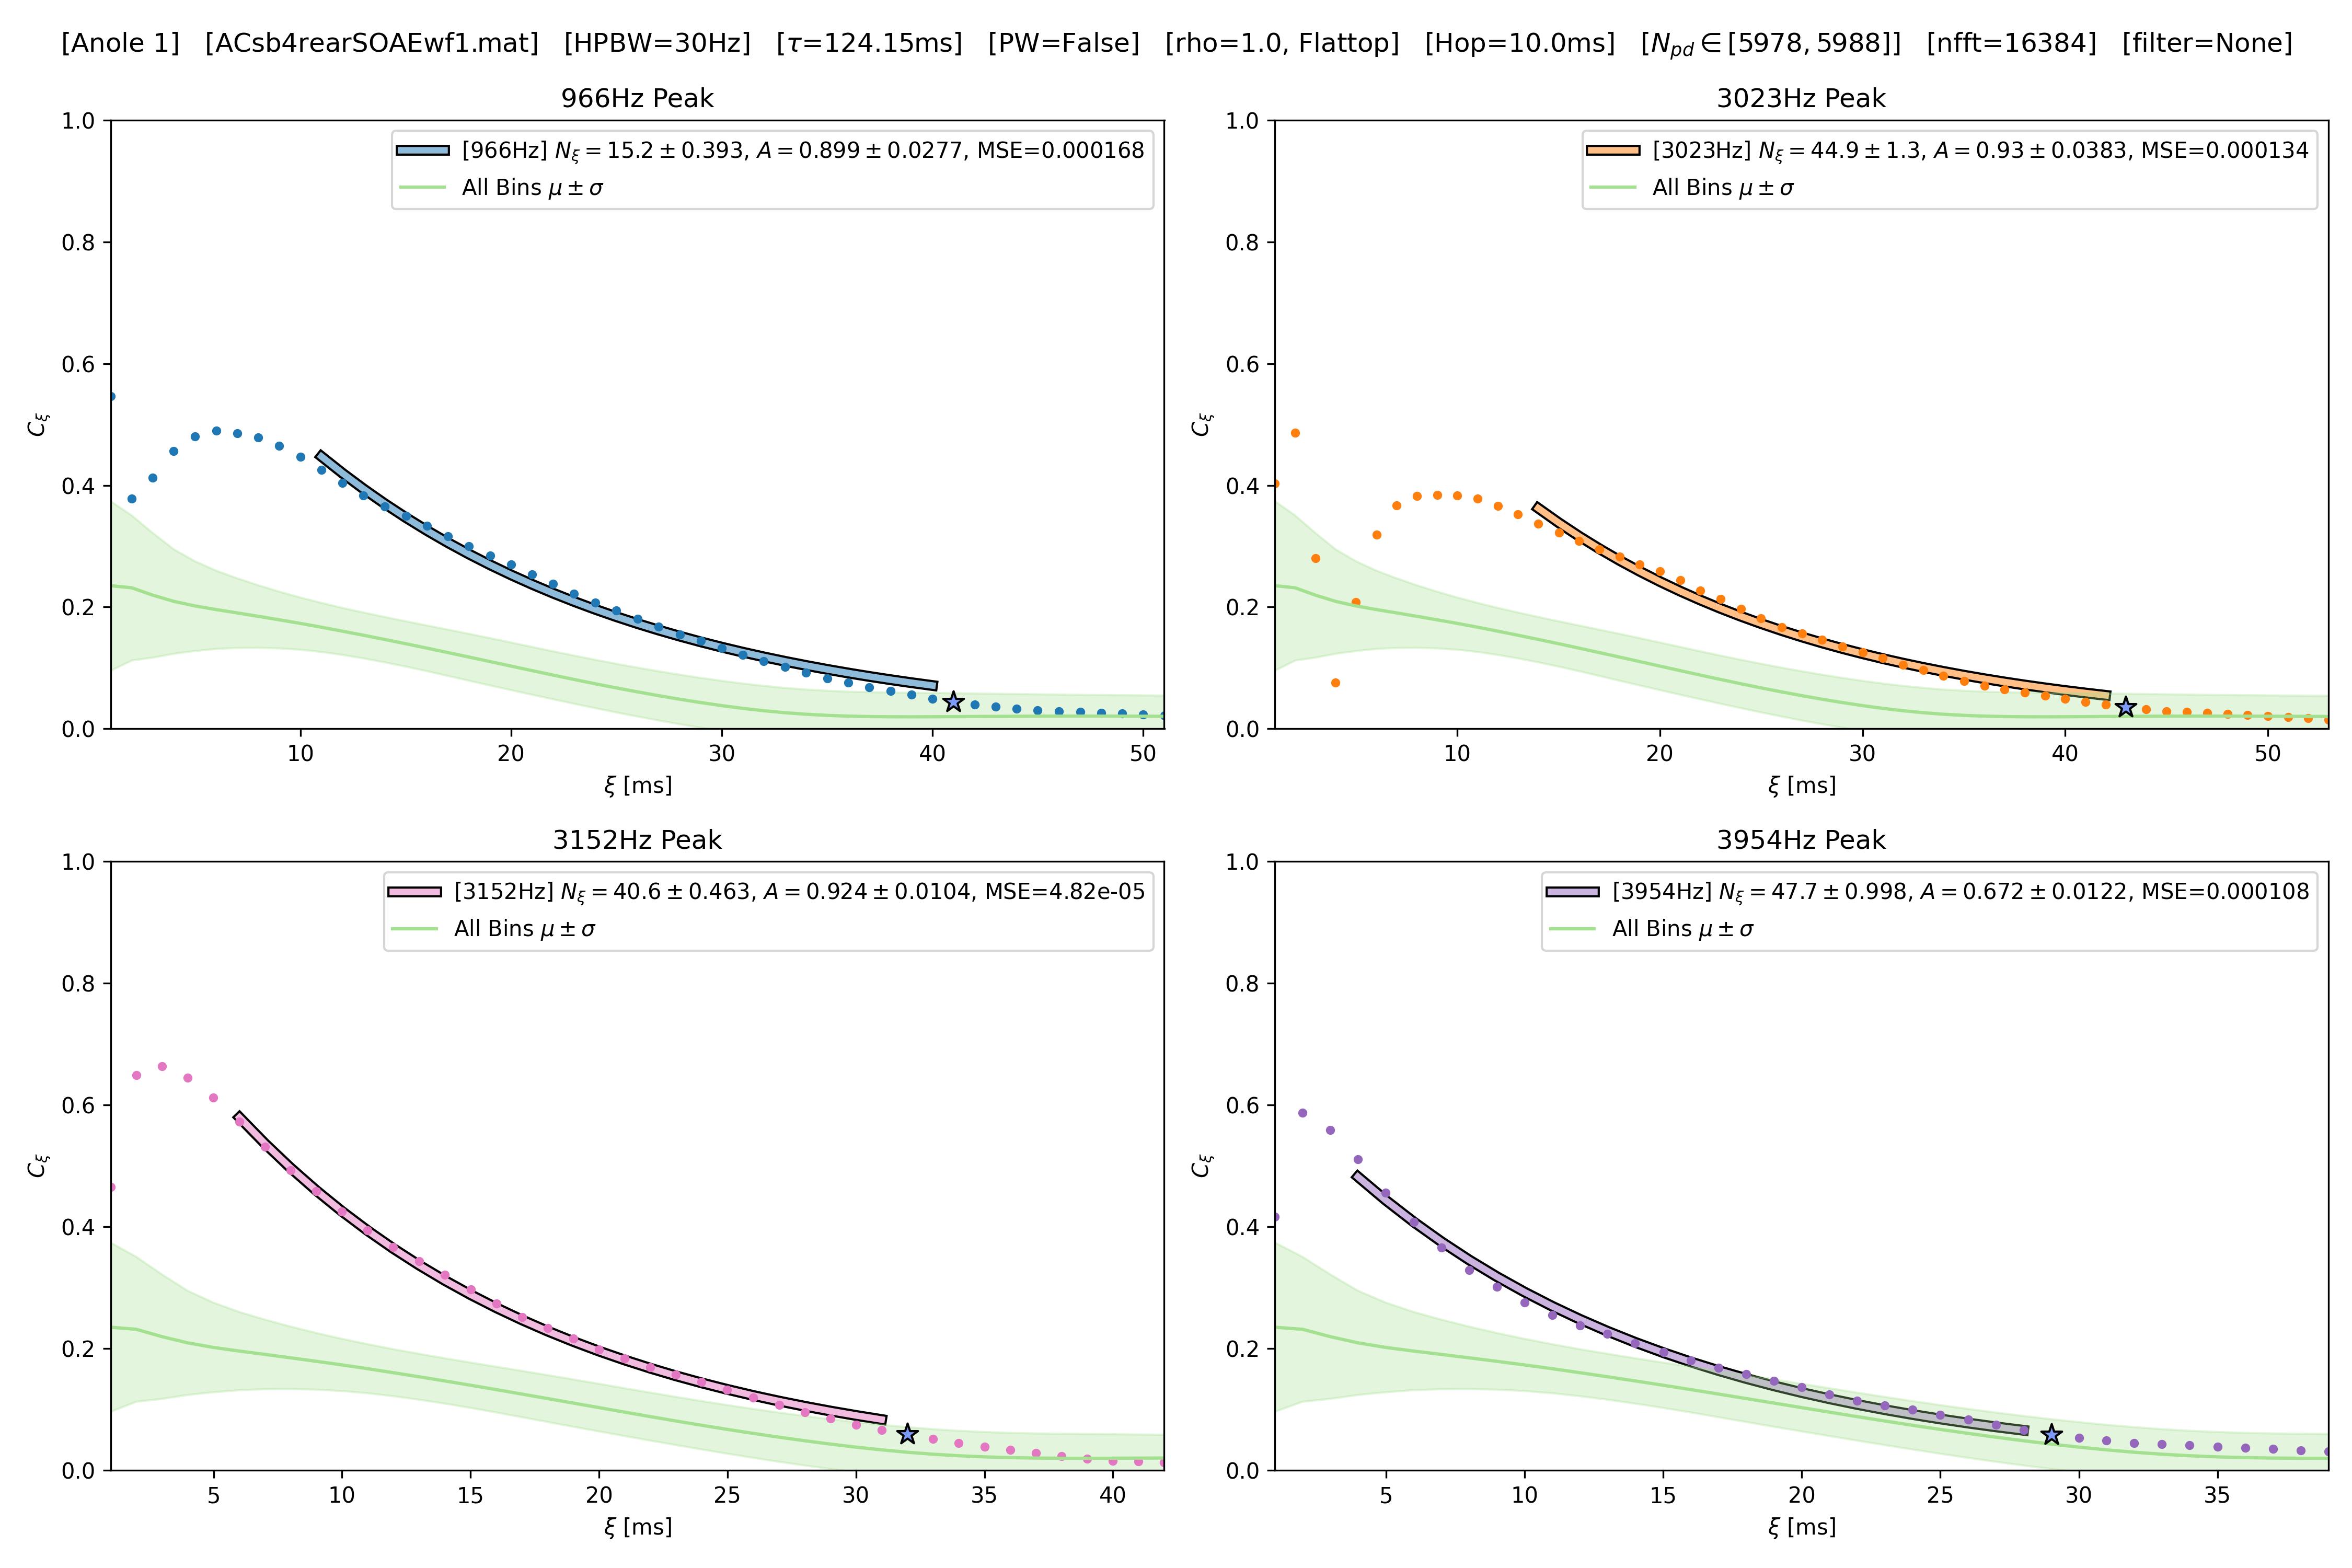 [Anole 1] [ACsb4rearSOAEwf1.mat] [HPBW=30Hz] [τ=124.15ms] [PW=False] [rho=1.0, Flattop] [Hop=10.0ms] [N_pd ∈ [5978, 5988]] [nfft=16384] [filter=None]
966Hz Peak
[966Hz] N_ξ = 15.2 ± 0.393, A = 0.899 ± 0.0277, MSE=0.000168
All Bins μ ± σ
1.0
0.8
0.6
0.4
0.2
0.0
C_ξ
10 20 30 40 50
ξ [ms]
3023Hz Peak
[3023Hz] N_ξ = 44.9 ± 1.3, A = 0.93 ± 0.0383, MSE=0.000134
All Bins μ ± σ
1.0
0.8
0.6
0.4
0.2
0.0
C_ξ
10 20 30 40 50
ξ [ms]
3152Hz Peak
[3152Hz] N_ξ = 40.6 ± 0.463, A = 0.924 ± 0.0104, MSE=4.82e-05
All Bins μ ± σ
1.0
0.8
0.6
0.4
0.2
0.0
C_ξ
5 10 15 20 25 30 35 40
ξ [ms]
3954Hz Peak
[3954Hz] N_ξ = 47.7 ± 0.998, A = 0.672 ± 0.0122, MSE=0.000108
All Bins μ ± σ
1.0
0.8
0.6
0.4
0.2
0.0
C_ξ
5 10 15 20 25 30 35
ξ [ms]